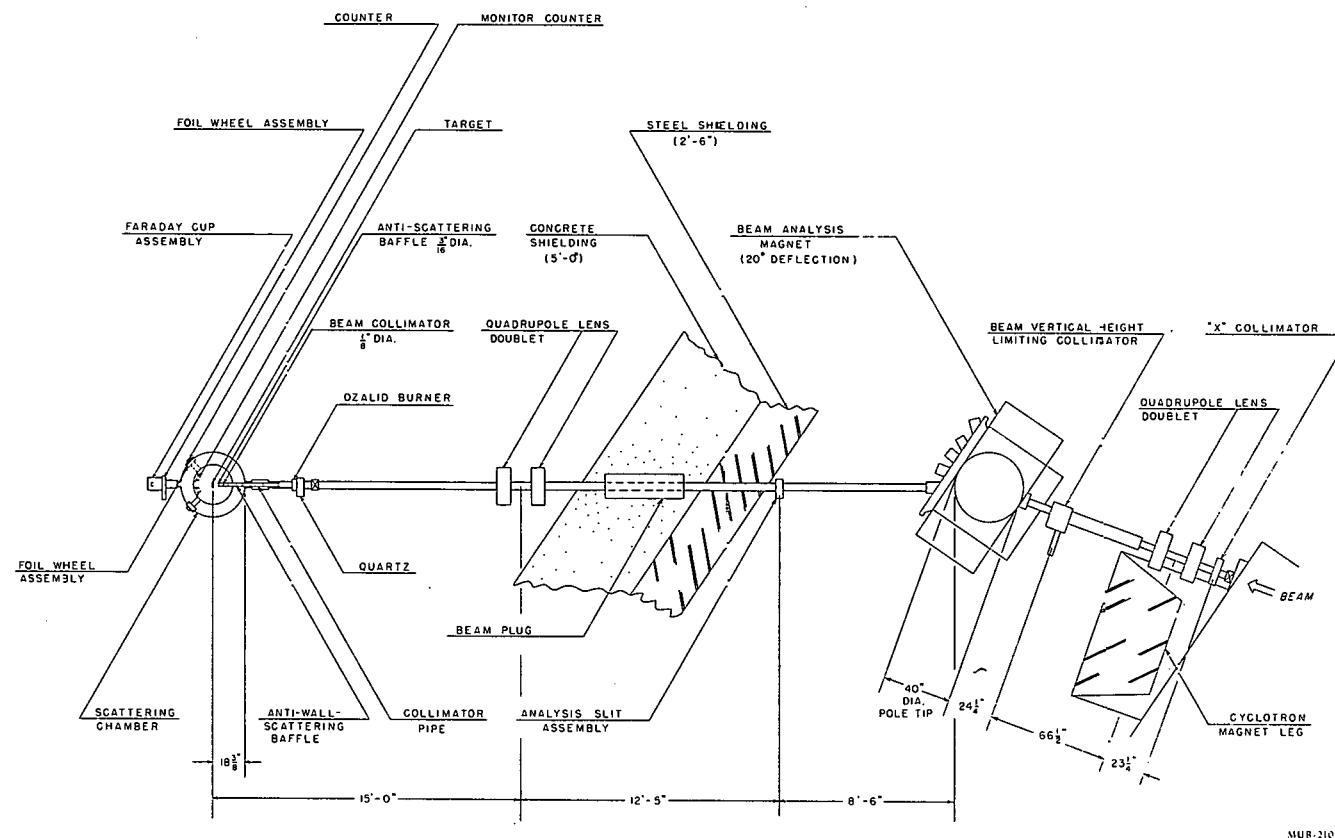 COUNTER
MONITOR COUNTER
FOIL WHEEL ASSEMBLY
TARGET
STEEL SHIELDING
(2'-6")
FARADAY CUP
ASSEMBLY
ANTI-SCATTERING
BAFFLE 3/16" DIA.
CONCRETE
SHIELDING
(5'-0")
BEAM ANALYSIS
MAGNET
(20° DEFLECTION)
BEAM COLLIMATOR
1/8" DIA.
QUADRUPOLE LENS
DOUBLET
BEAM VERTICAL HEIGHT
LIMITING COLLIMATOR
"X" COLLIMATOR
OZALID BURNER
QUADRUPOLE LENS
DOUBLET
FOIL WHEEL
ASSEMBLY
QUARTZ
BEAM
BEAM PLUG
SCATTERING
CHAMBER
ANTI-WALL-
SCATTERING
BAFFLE
COLLIMATOR
PIPE
ANALYSIS SLIT
ASSEMBLY
40"
DIA.
POLE TIP
24 1/4"
66 1/2"
23 1/4"
CYCLOTRON
MAGNET LEG
18 3/8"
15'-0"
12'-5"
8'-6"
MUB-210